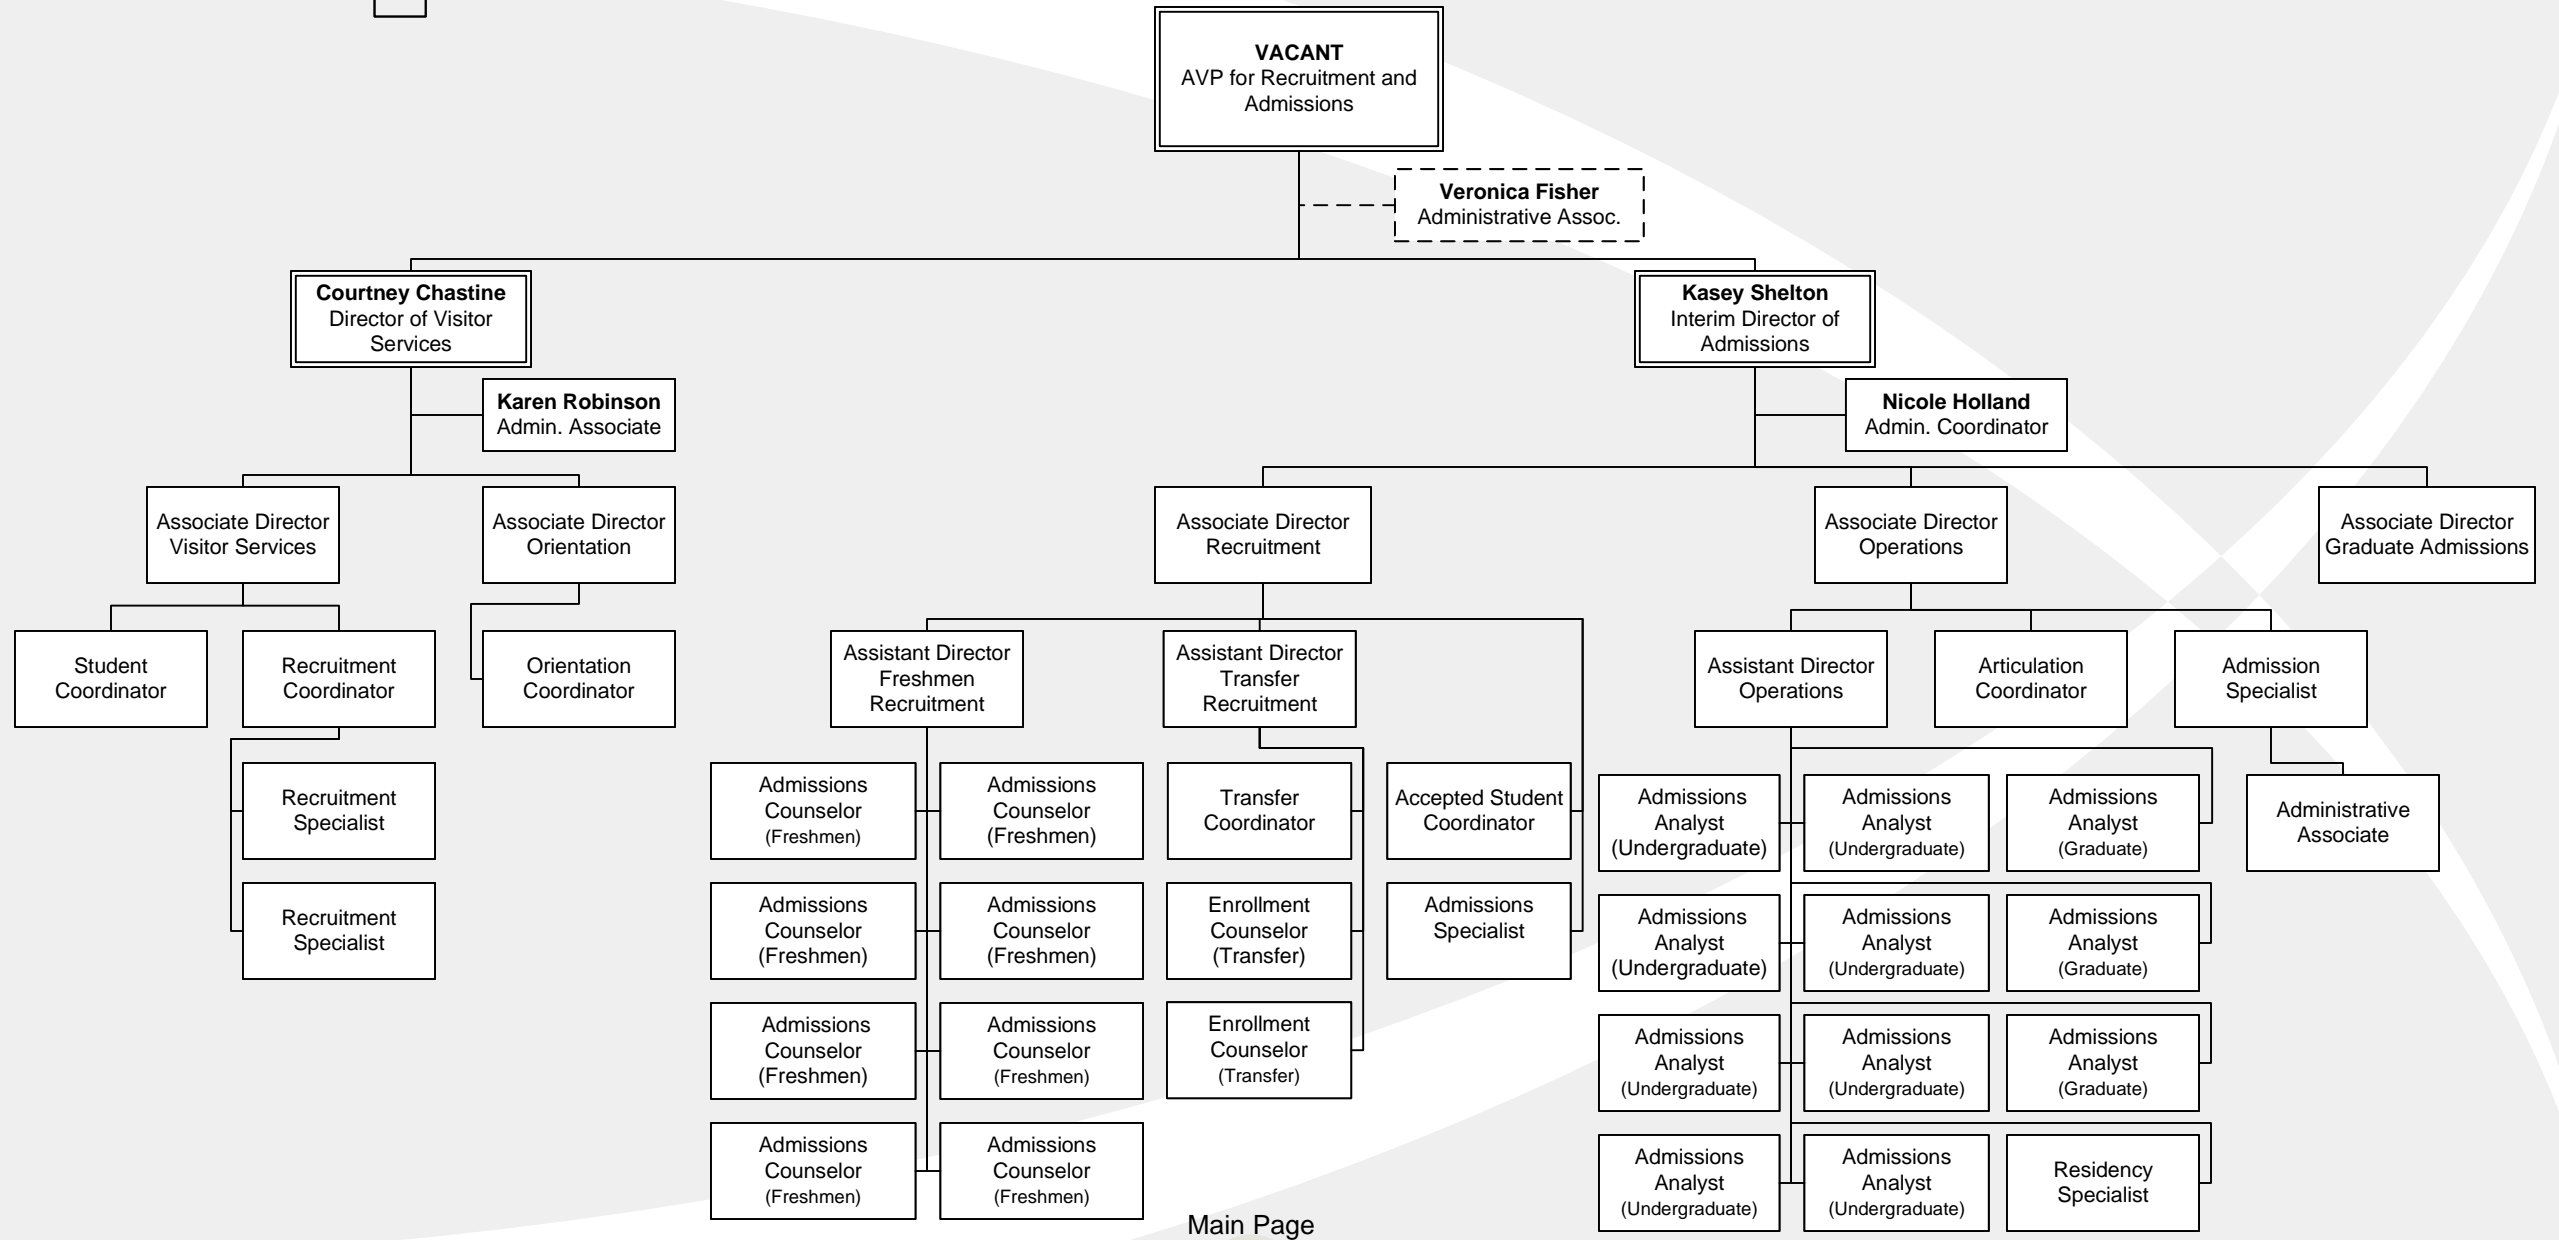 VACANT
AVP for Recruitment and
Admissions
Veronica Fisher
Administrative Assoc.
Courtney Chastine
Director of Visitor
Services
Kasey Shelton
Interim Director of
Admissions
Karen Robinson
Admin. Associate
Nicole Holland
Admin. Coordinator
Associate Director
Visitor Services
Associate Director
Orientation
Associate Director
Recruitment
Associate Director
Operations
Associate Director
Graduate Admissions
Student
Coordinator
Recruitment
Coordinator
Orientation
Coordinator
Assistant Director
Freshmen
Recruitment
Assistant Director
Transfer
Recruitment
Assistant Director
Operations
Articulation
Coordinator
Admission
Specialist
Recruitment
Specialist
Admissions
Counselor
(Freshmen)
Admissions
Counselor
(Freshmen)
Transfer
Coordinator
Accepted Student
Coordinator
Admissions
Analyst
(Undergraduate)
Admissions
Analyst
(Undergraduate)
Admissions
Analyst
(Graduate)
Administrative
Associate
Recruitment
Specialist
Admissions
Counselor
(Freshmen)
Admissions
Counselor
(Freshmen)
Enrollment
Counselor
(Transfer)
Admissions
Specialist
Admissions
Analyst
(Undergraduate)
Admissions
Analyst
(Undergraduate)
Admissions
Analyst
(Graduate)
Admissions
Counselor
(Freshmen)
Admissions
Counselor
(Freshmen)
Enrollment
Counselor
(Transfer)
Admissions
Analyst
(Undergraduate)
Admissions
Analyst
(Undergraduate)
Admissions
Analyst
(Graduate)
Admissions
Counselor
(Freshmen)
Admissions
Counselor
(Freshmen)
Admissions
Analyst
(Undergraduate)
Admissions
Analyst
(Undergraduate)
Residency
Specialist
Main Page